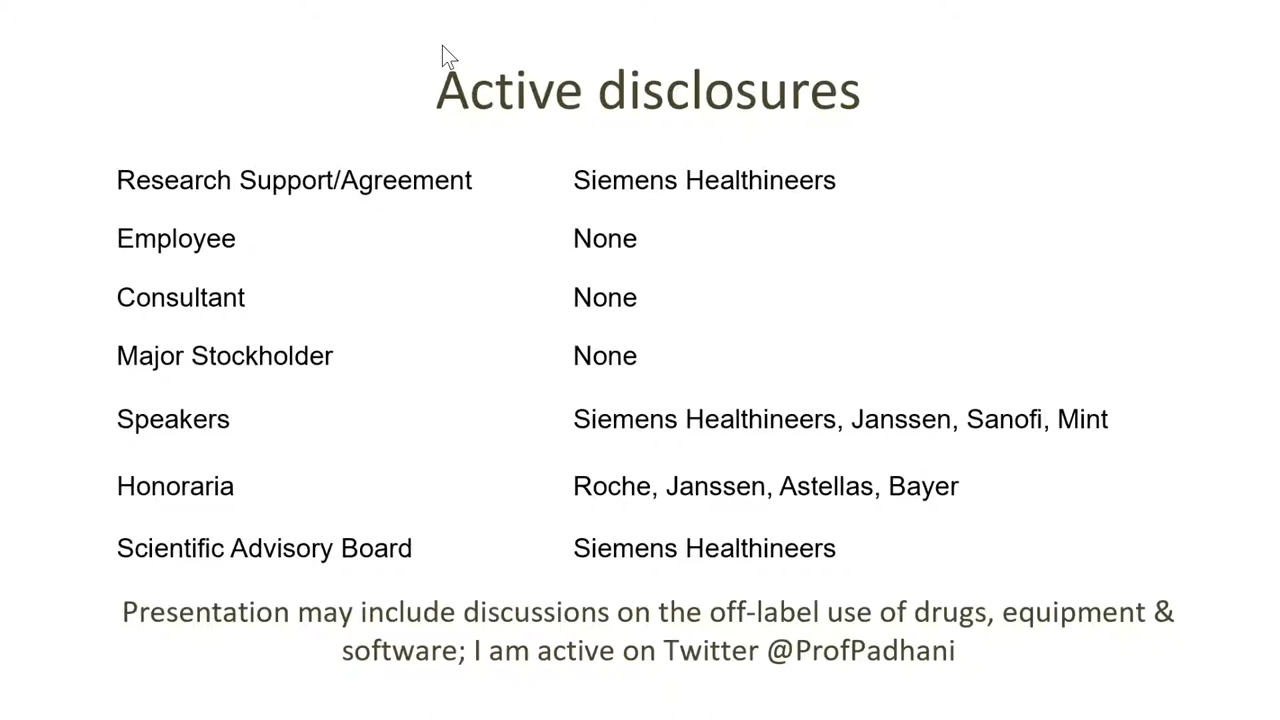 Active disclosures
Research Support/Agreement Siemens Healthineers
Employee None
Consultant None
Major Stockholder None
Speakers Siemens Healthineers, Janssen, Sanofi, Mint
Honoraria Roche, Janssen, Astellas, Bayer
Scientific Advisory Board Siemens Healthineers
Presentation may include discussions on the off-label use of drugs, equipment &
software; I am active on Twitter @ProfPadhani